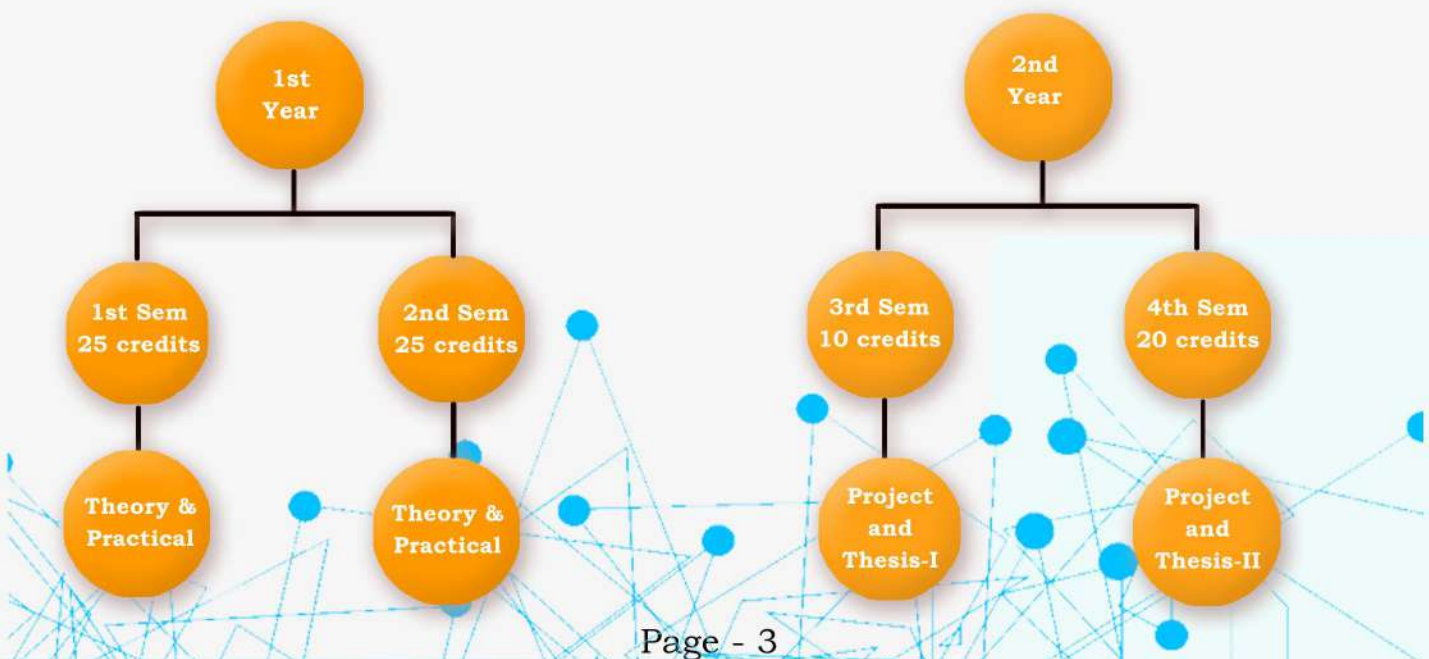 1st
Year
2nd
Year
1st Sem
25 credits
2nd Sem
25 credits
3rd Sem
10 credits
4th Sem
20 credits
Theory &
Practical
Theory &
Practical
Project
and
Thesis-I
Project
and
Thesis-II
Page - 3